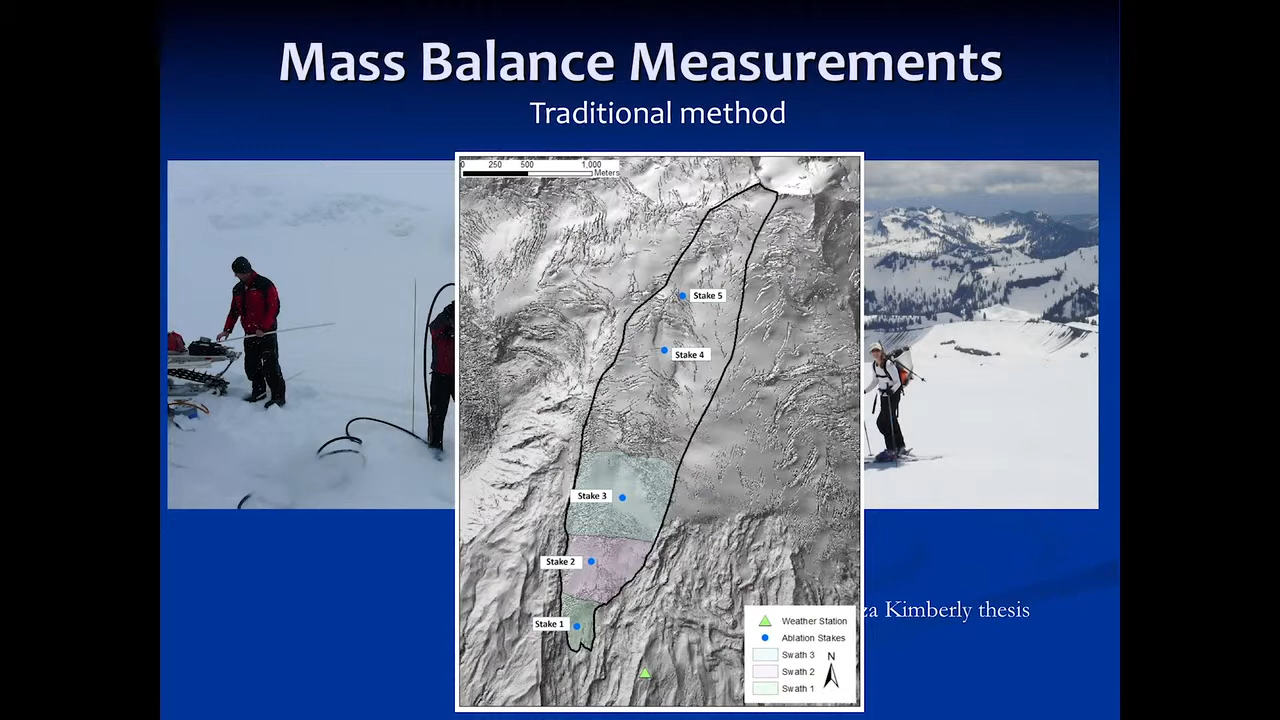 Mass Balance Measurements
Traditional method
0 250 500 1,000
Meters
Stake 5
Stake 4
Stake 3
Stake 2
Stake 1
Kimberly thesis
Weather Station
Ablation Stakes
Swath 3
N
Swath 2
Swath 1